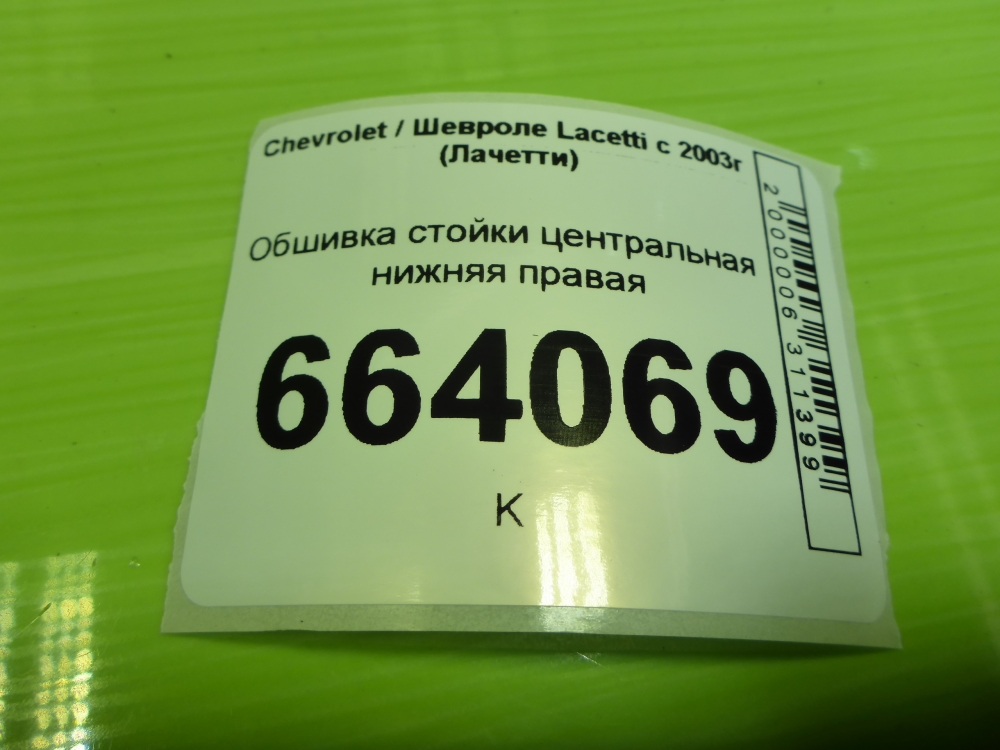 Chevrolet / Шевроле Lacetti с 2003г
(Лачетти)
Обшивка стойки центральная
нижняя правая
664069
К
2000006311399